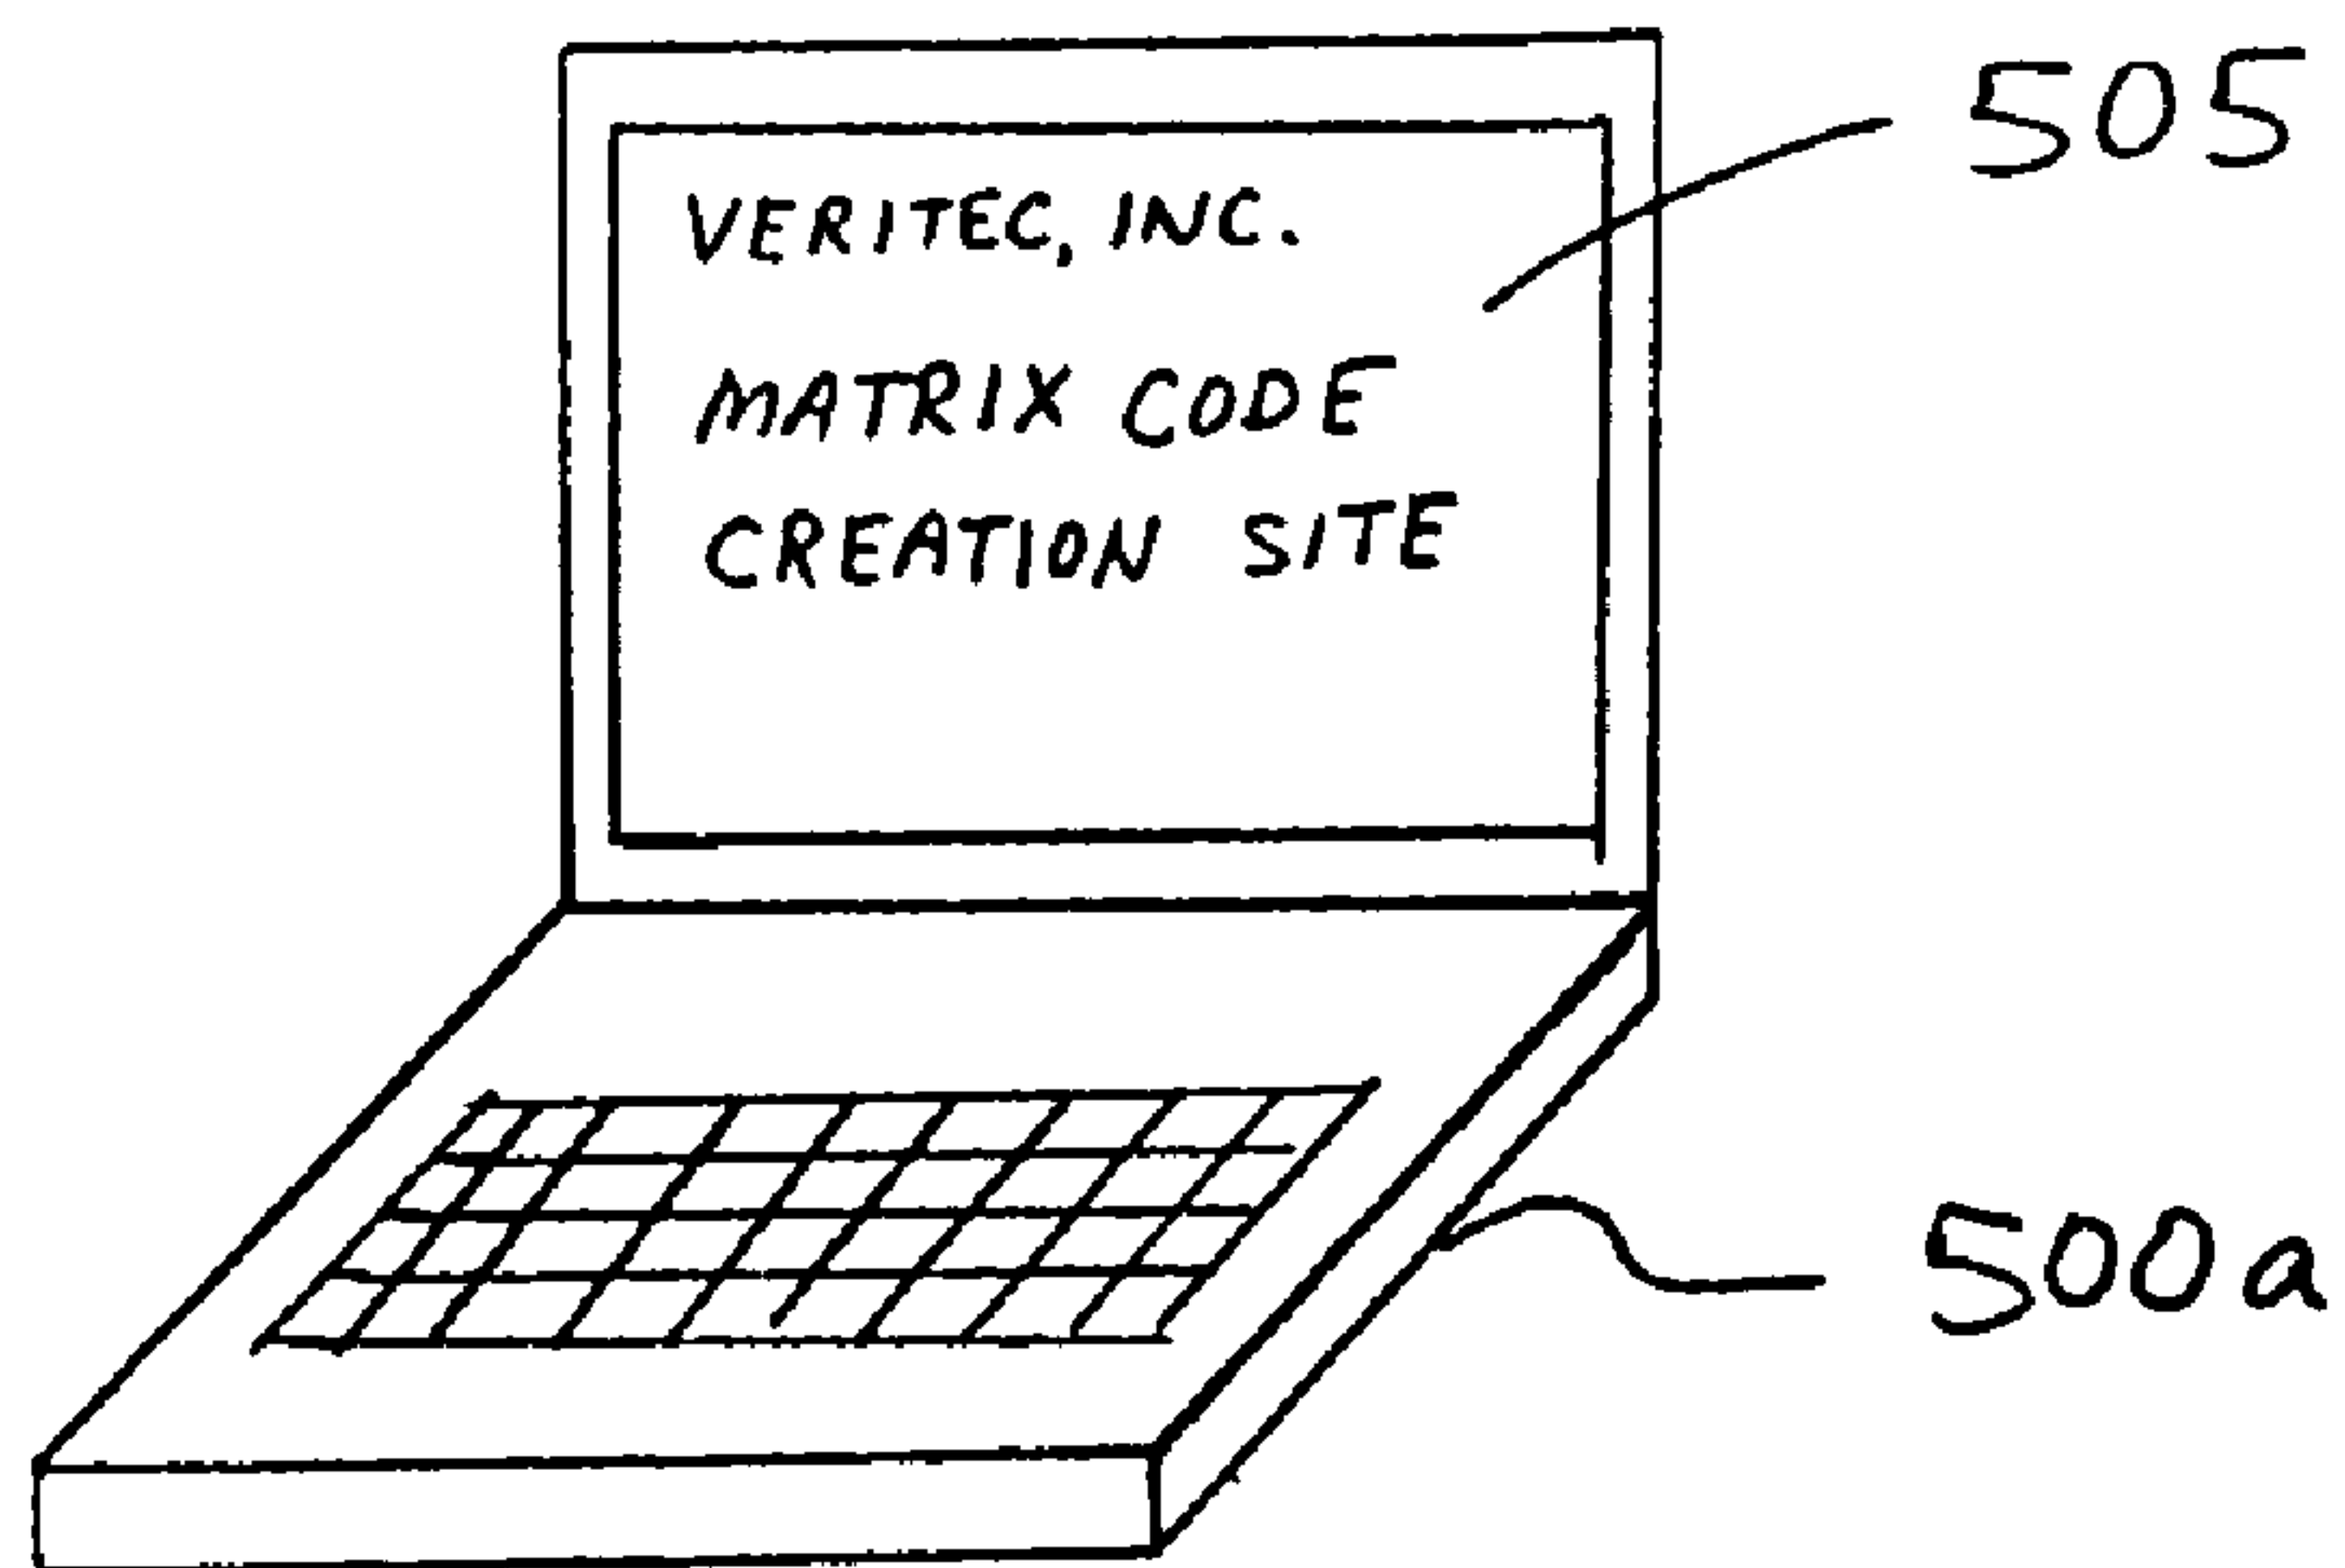 505
VERITEC, INC.
MATRIX CODE
CREATION SITE
500a